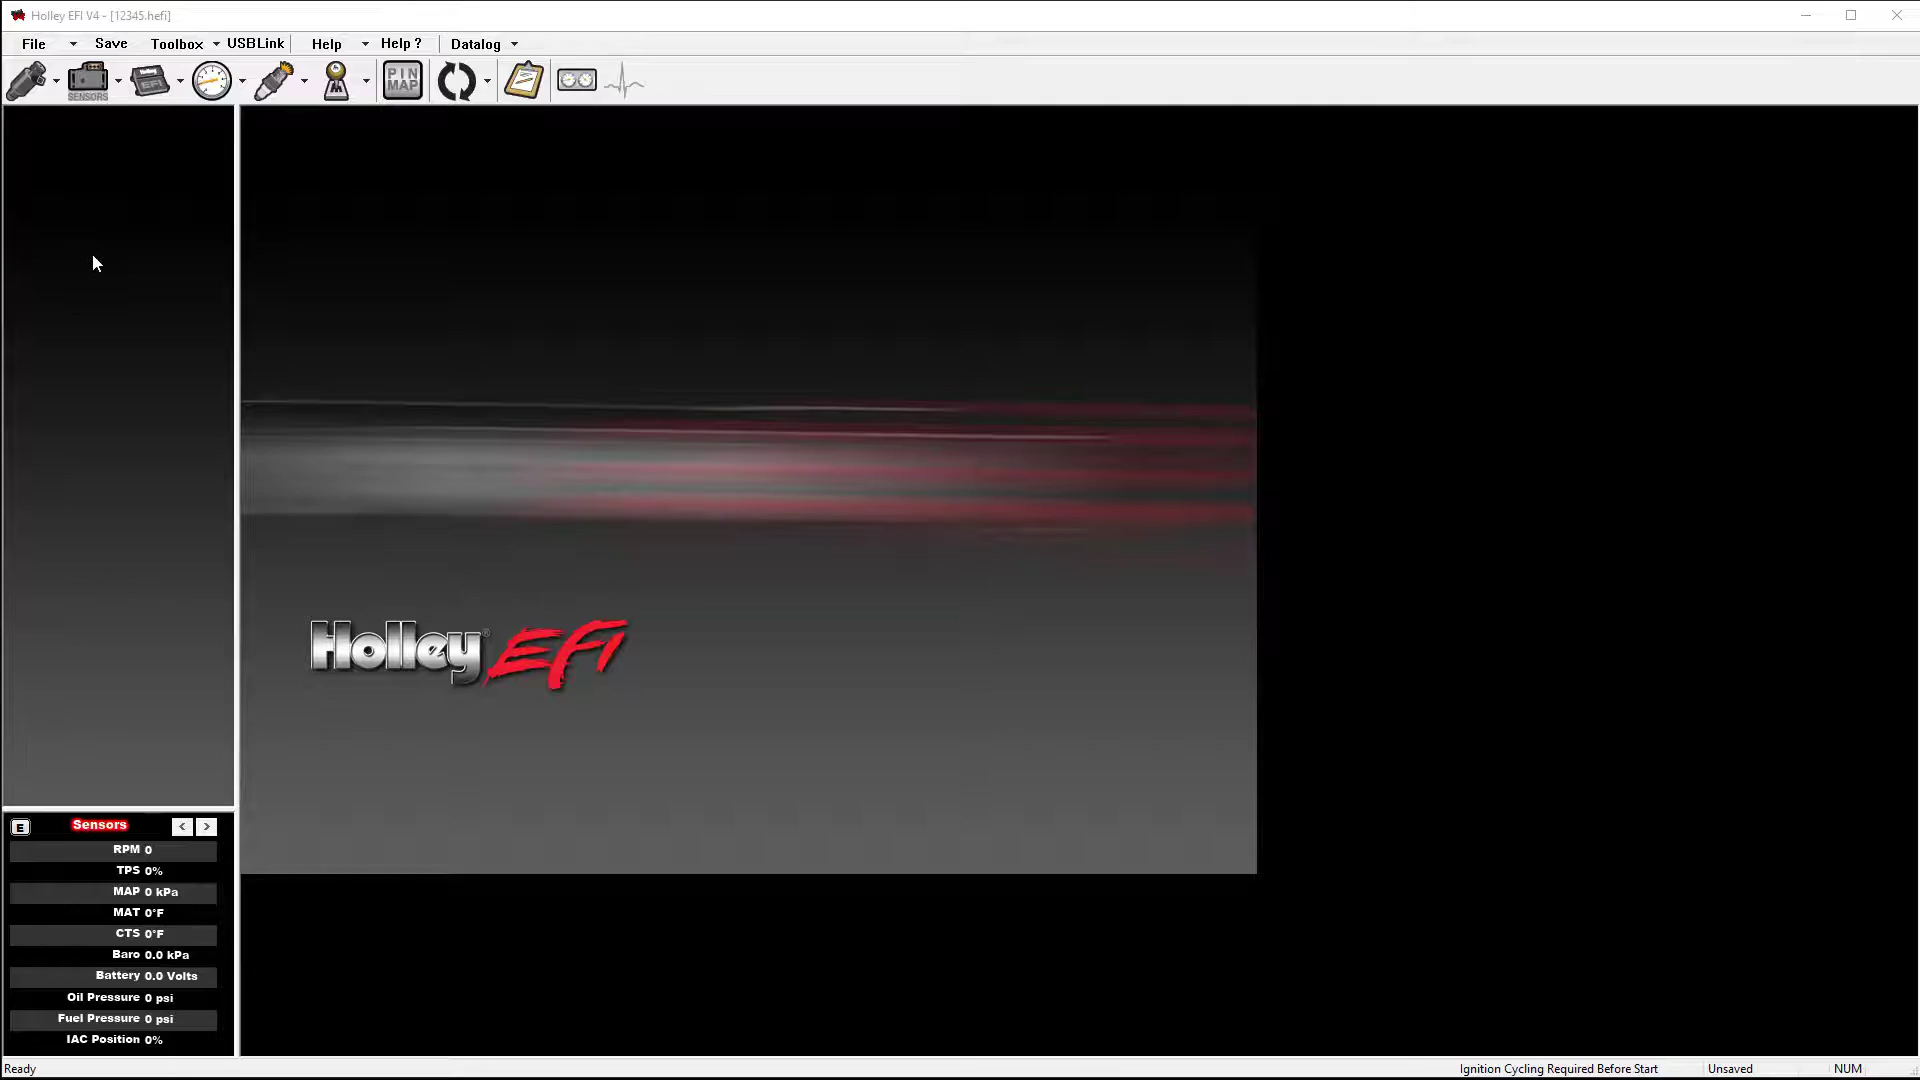 Holley EFI V4 - [12345.hefi]
File Save Toolbox USBLink Help Help ? Datalog
SENSORS
EFI
PIN
MAP
Holley EFI
E Sensors < >
RPM 0
TPS 0%
MAP 0 kPa
MAT 0°F
CTS 0°F
Baro 0.0 kPa
Battery 0.0 Volts
Oil Pressure 0 psi
Fuel Pressure 0 psi
IAC Position 0%
Ready Ignition Cycling Required Before Start Unsaved NUM